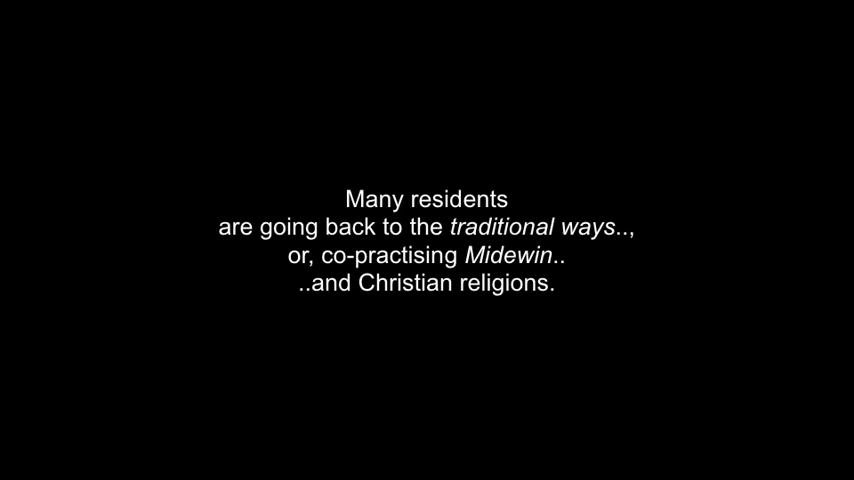 Many residents
are going back to the traditional ways..,
or, co-practising Midewin..
..and Christian religions.